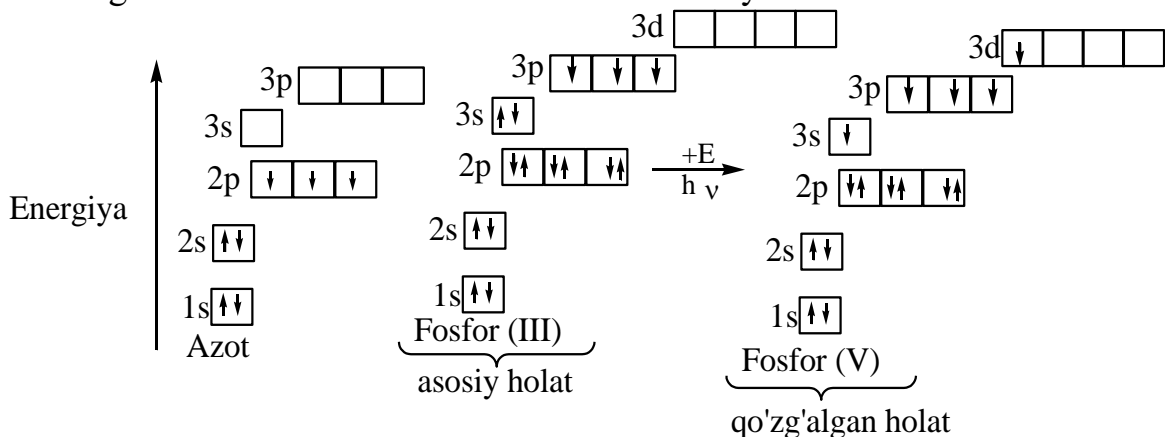 Energiya
3p
3s
2p
2s
1s
Azot
3d
3p
3s
2p
2s
1s
Fosfor (III)
asosiy holat
+E
h ν
3d
3p
3s
2p
2s
1s
Fosfor (V)
qo'zg'algan holat